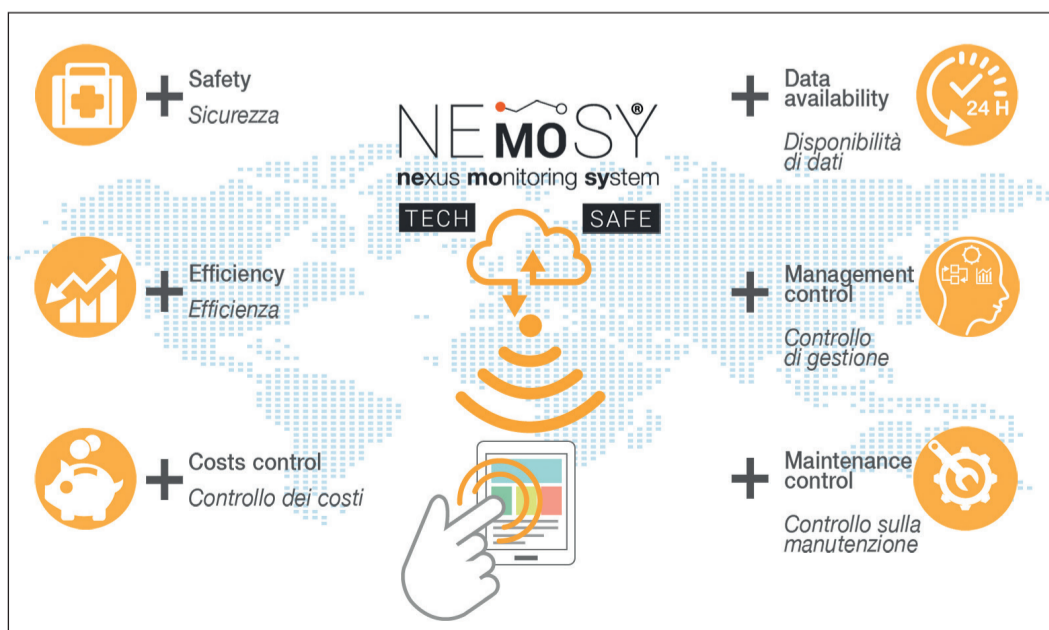 Safety
Sicurezza
Efficiency
Efficienza
Costs control
Controllo dei costi
NEMOSY®
nexus monitoring system
TECH
SAFE
Data
availability
Disponibilità
di dati
24 H
Management
control
Controllo
di gestione
Maintenance
control
Controllo sulla
manutenzione